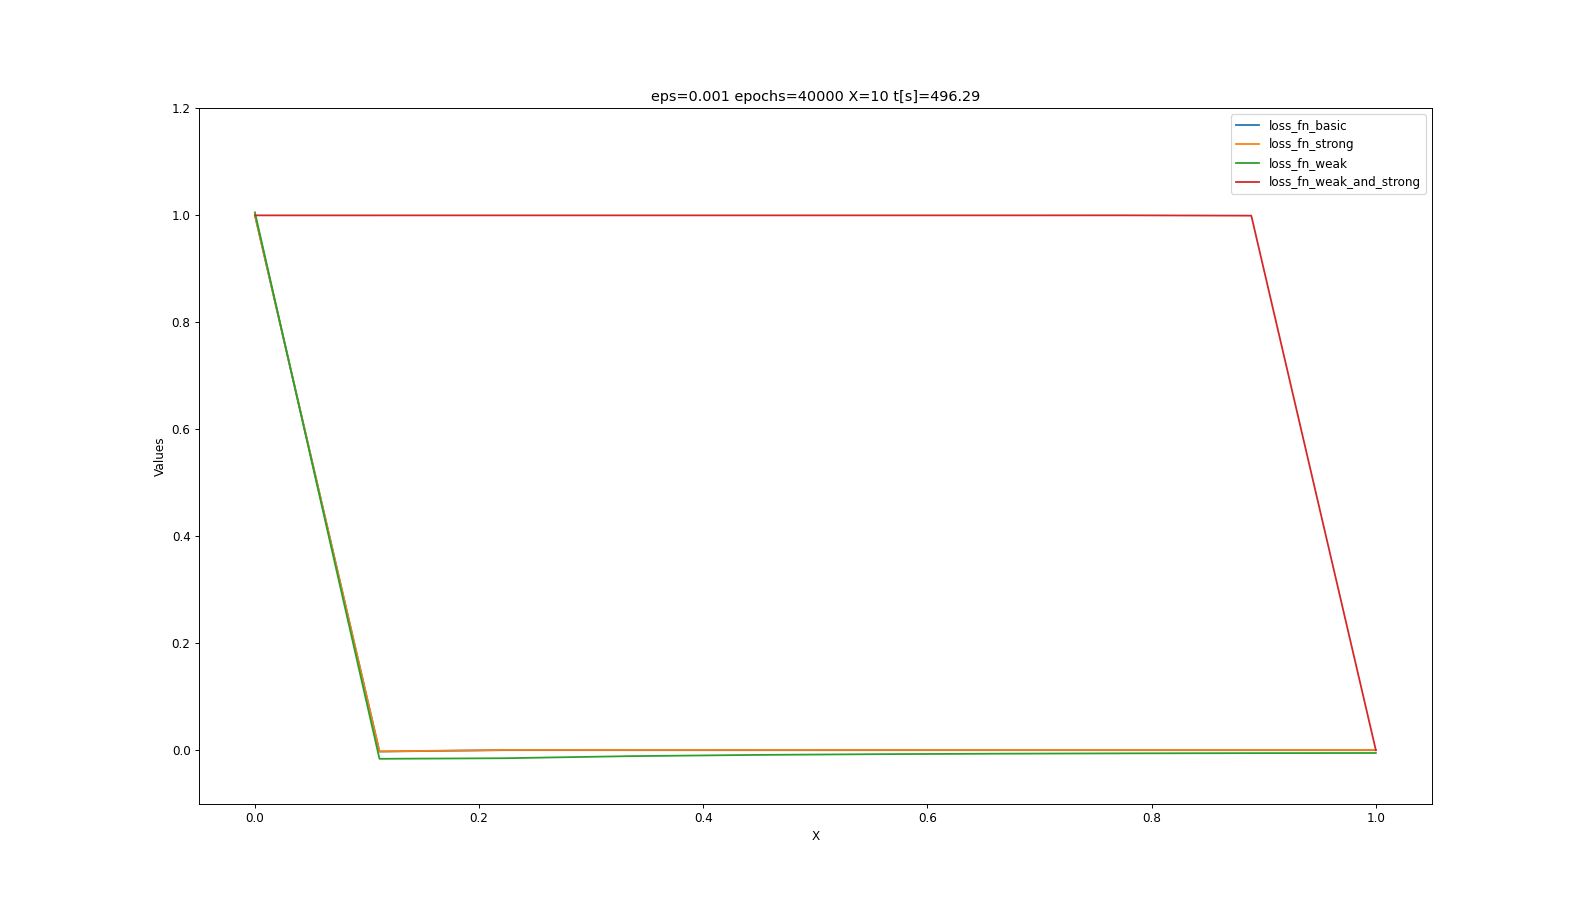 eps=0.001 epochs=40000 X=10 t[s]=496.29
1.2
1.0
0.8
0.6
0.4
0.2
0.0
Values
loss_fn_basic
loss_fn_strong
loss_fn_weak
loss_fn_weak_and_strong
0.0 0.2 0.4 0.6 0.8 1.0
X